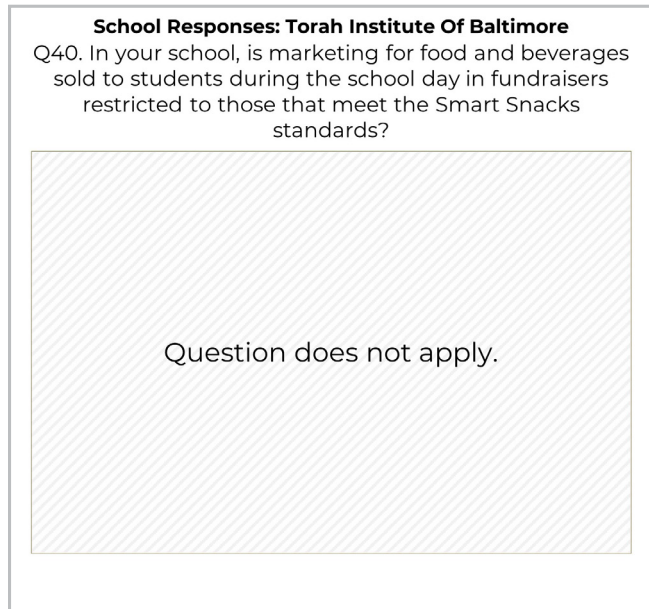 School Responses: Torah Institute Of Baltimore
Q40. In your school, is marketing for food and beverages
sold to students during the school day in fundraisers
restricted to those that meet the Smart Snacks
standards?
Question does not apply.